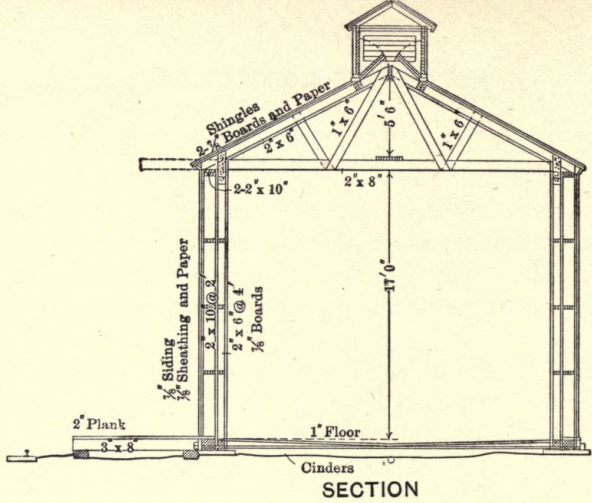 Shingles
2-⅞" Boards and Paper
2"x 6"
1"x 6"
5'6"
1"x 6"
2-2"x 10"
2"x 8"
17'0"
⅞" Siding
⅞" Sheathing and Paper
2"x 10"@ 2'
2"x 6"@ 4'
⅞" Boards
2" Plank
3"x 8"
1" Floor
Cinders
SECTION